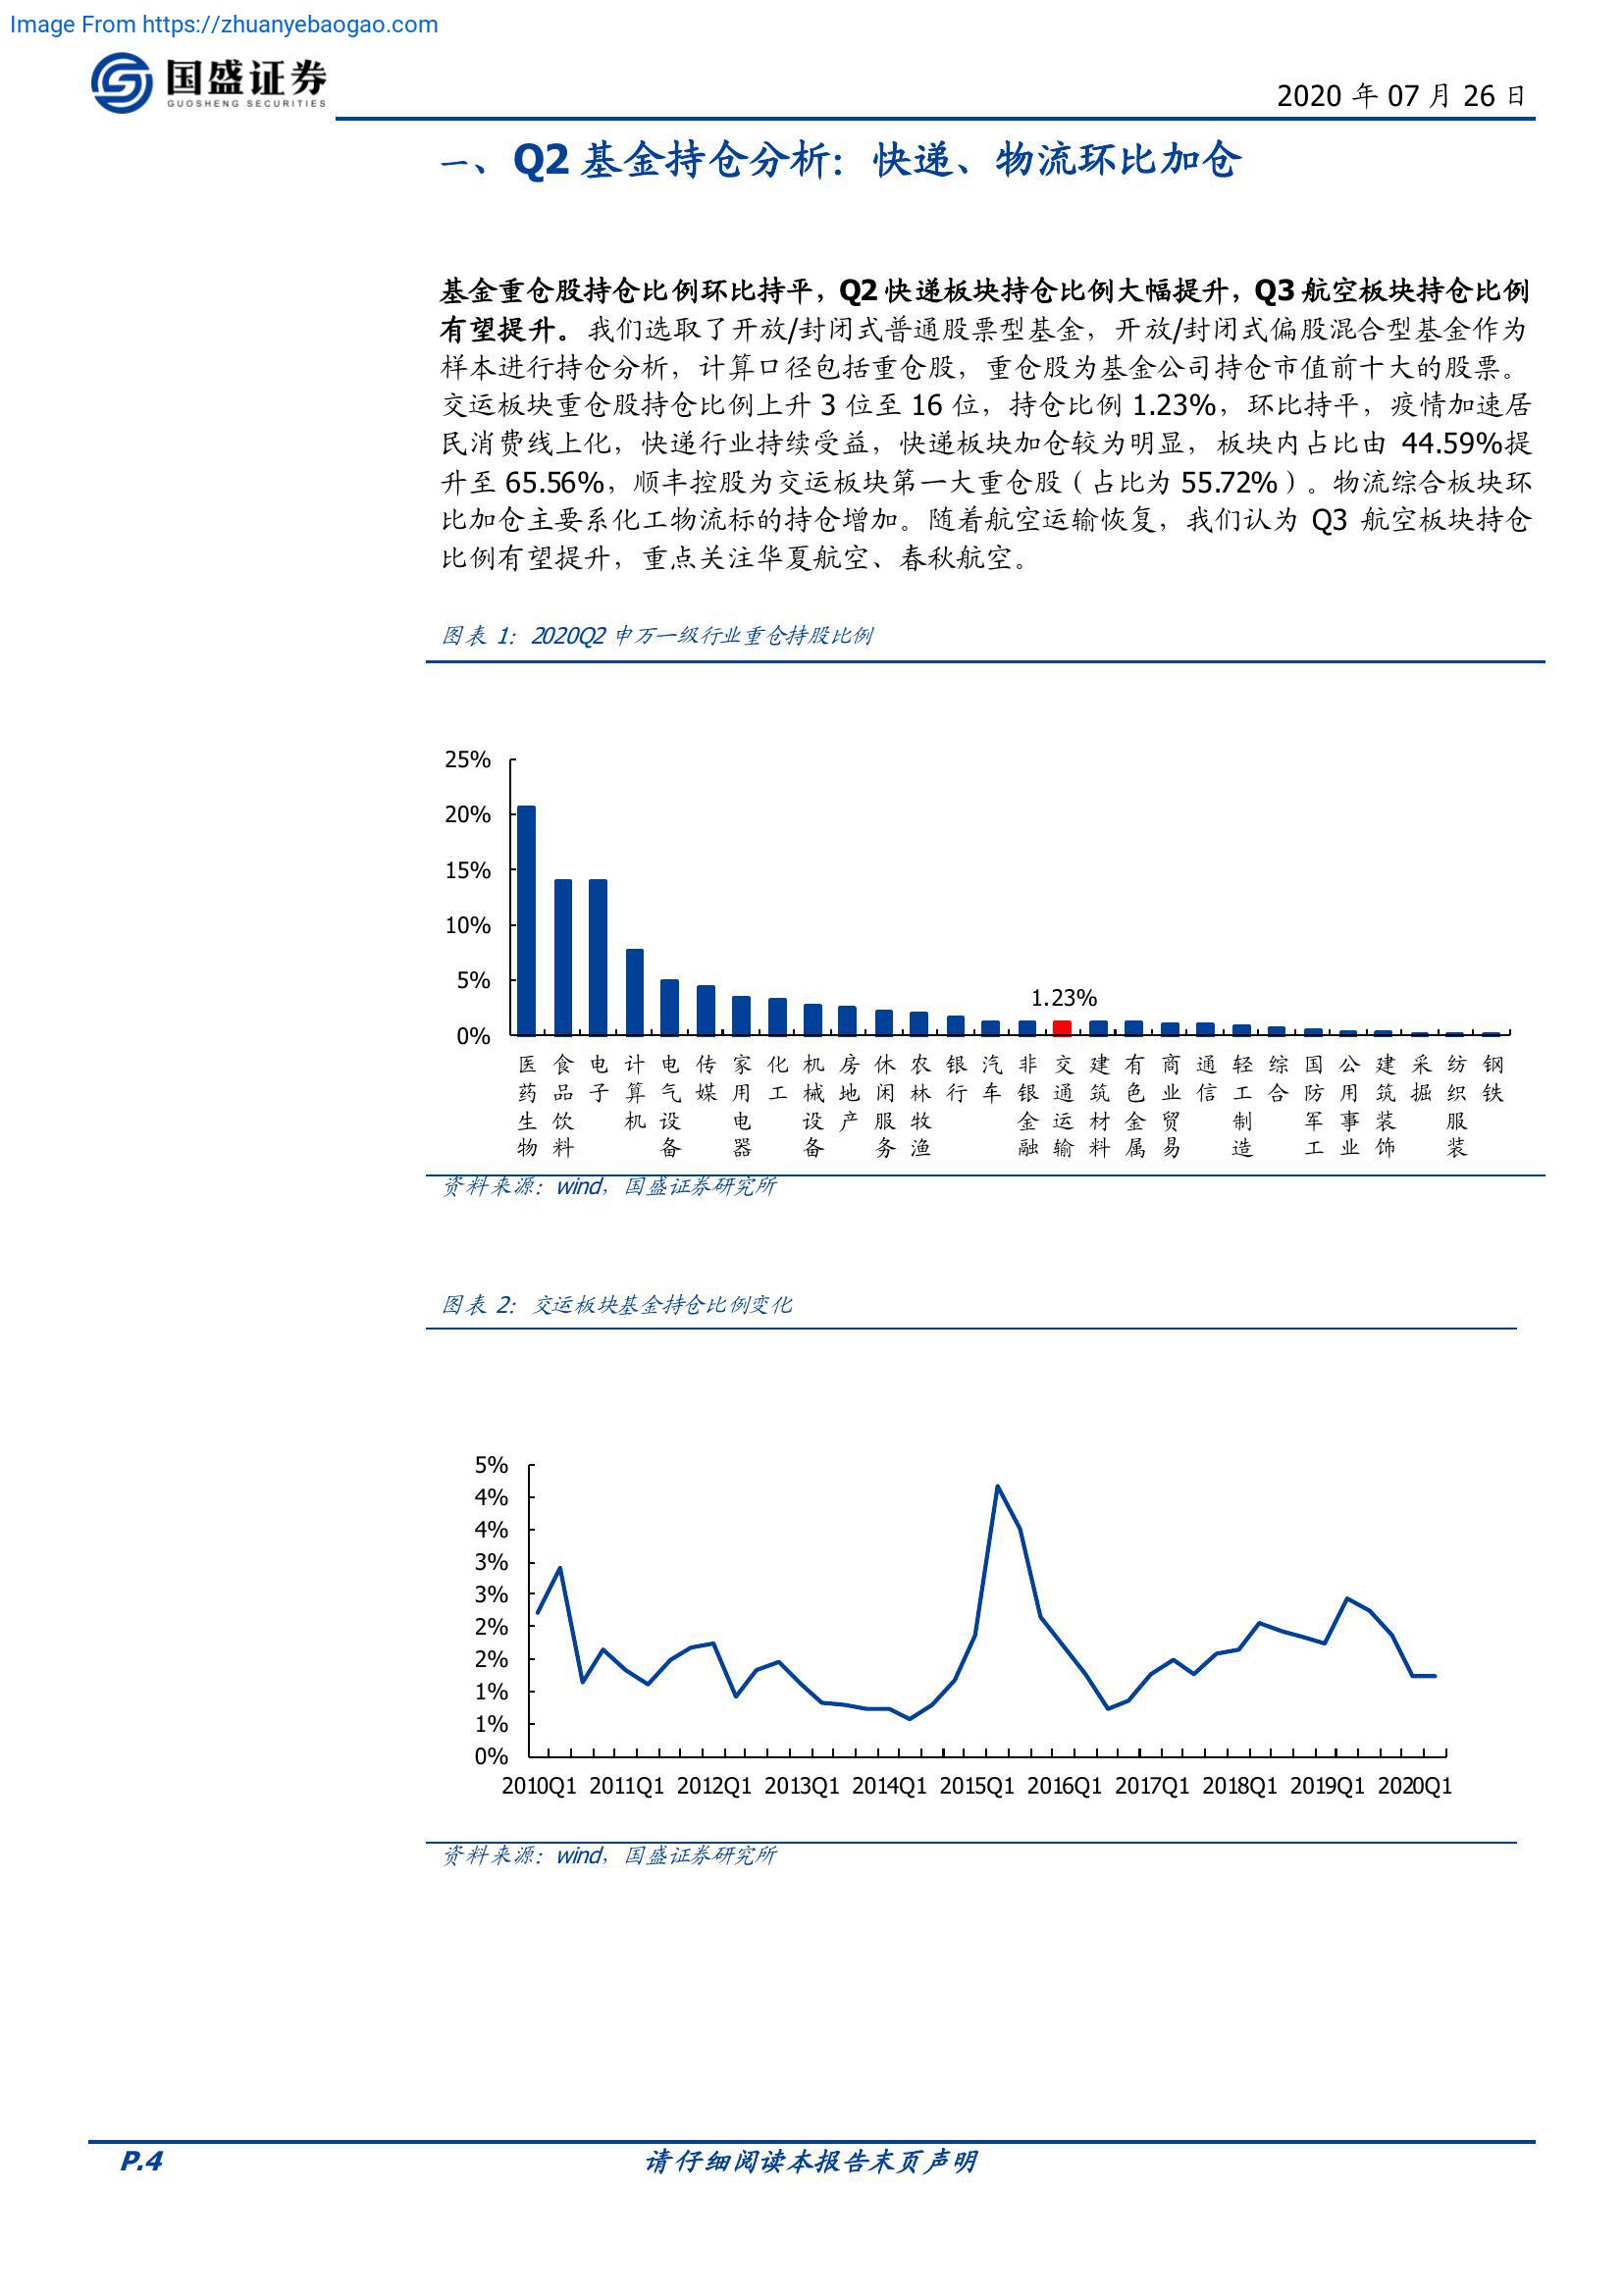 Image From https://zhuanyebaogao.com
国盛证券
GUOSHENG SECURITIES
2020 年 07 月 26 日
一、Q2 基金持仓分析：快递、物流环比加仓
基金重仓股持仓比例环比持平，Q2 快递板块持仓比例大幅提升，Q3 航空板块持仓比例
有望提升。我们选取了开放/封闭式普通股票型基金，开放/封闭式偏股混合型基金作为
样本进行持仓分析，计算口径包括重仓股，重仓股为基金公司持仓市值前十大的股票。
交运板块重仓股持仓比例上升 3 位至 16 位，持仓比例 1.23%，环比持平，疫情加速居
民消费线上化，快递行业持续受益，快递板块加仓较为明显，板块内占比由 44.59%提
升至 65.56%，顺丰控股为交运板块第一大重仓股（占比为 55.72%）。物流综合板块环
比加仓主要系化工物流标的持仓增加。随着航空运输恢复，我们认为 Q3 航空板块持仓
比例有望提升，重点关注华夏航空、春秋航空。
图表 1：2020Q2 申万一级行业重仓持股比例
25%
20%
15%
10%
5%
0%
1.23%
医药生物
食品饮料
电子
计算机
电气设备
传媒
家用电器
化工
机械设备
房地产
休闲服务
农林牧渔
银行
汽车
非银金融
交通运输
建筑材料
有色金属
商业贸易
通信
轻工制造
综合
国防军工
公用事业
建筑装饰
采掘
纺织服装
钢铁
资料来源：wind，国盛证券研究所
图表 2：交运板块基金持仓比例变化
5%
4%
4%
3%
3%
2%
2%
1%
1%
0%
2010Q1 2011Q1 2012Q1 2013Q1 2014Q1 2015Q1 2016Q1 2017Q1 2018Q1 2019Q1 2020Q1
资料来源：wind，国盛证券研究所
P.4
请仔细阅读本报告末页声明